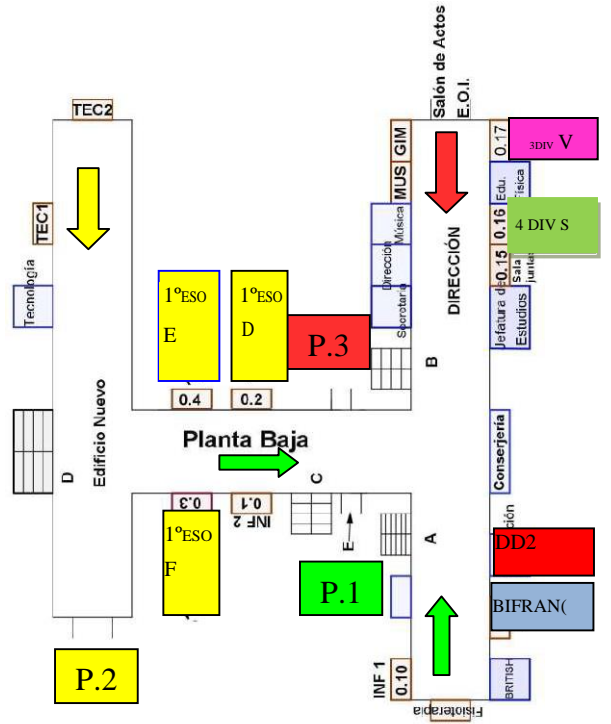 Salón de Actos
E.O.I.
TEC2
GIM
MUS
0.17
3DIV V
Edu.
Física
TEC1
Música
0.16
4 DIV S
Tecnología
Dirección
DIRECCIÓN
0.15
Sala
juntas
1ºESO
E
1ºESO
D
Secretaría
Jefatura de
Estudios
P.3
B
0.4
0.2
Planta Baja
Edificio Nuevo
D
C
Conserjería
0.3
0.1
INF 2
E
A
ción
1ºESO
F
DD2
P.1
BIFRAN(
P.2
INF 1
0.10
BRITISH
Fisioterapia